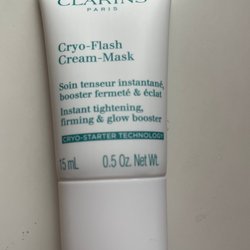 CLARINS
PARIS
Cryo-Flash
Cream-Mask
Soin tenseur instantané,
booster fermeté & éclat
Instant tightening,
firming & glow booster
CRYO-STARTER TECHNOLOGY
15 mL 0.5 Oz. Net Wt.